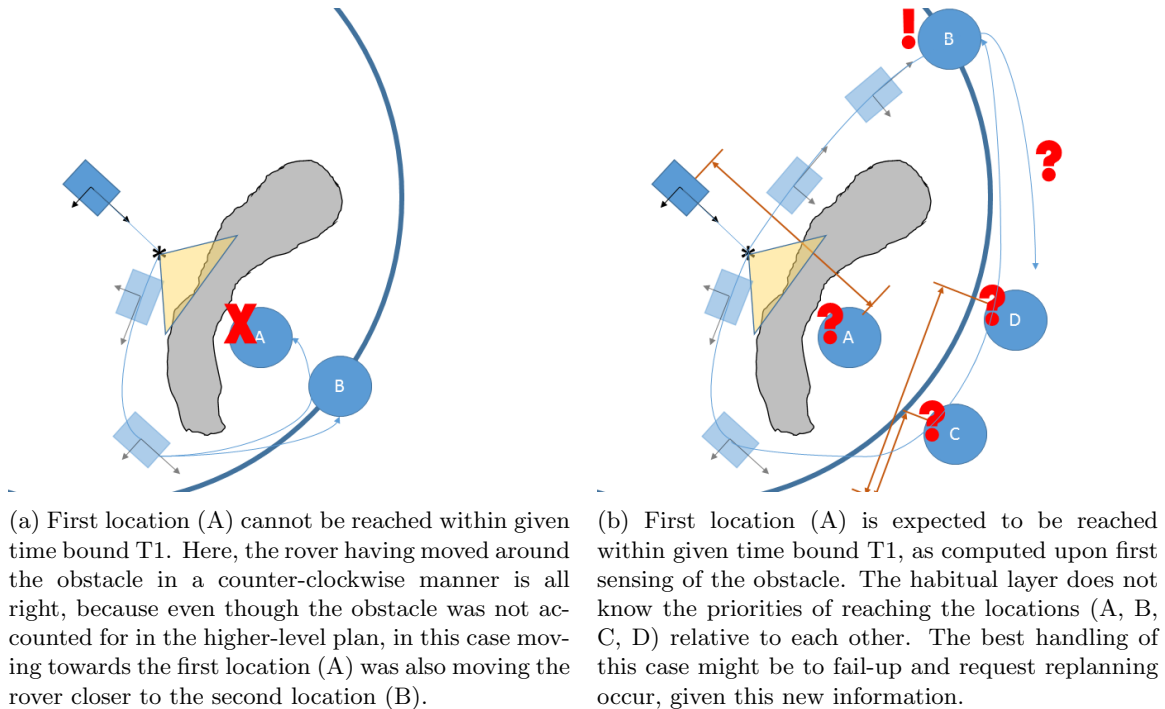 *
X
A
B
!
B
?
*
?
A
?
D
?
C
(a) First location (A) cannot be reached within given
time bound T1. Here, the rover having moved around
the obstacle in a counter-clockwise manner is all
right, because even though the obstacle was not ac-
counted for in the higher-level plan, in this case mov-
ing towards the first location (A) was also moving the
rover closer to the second location (B).
(b) First location (A) is expected to be reached
within given time bound T1, as computed upon first
sensing of the obstacle. The habitual layer does not
know the priorities of reaching the locations (A, B,
C, D) relative to each other. The best handling of
this case might be to fail-up and request replanning
occur, given this new information.